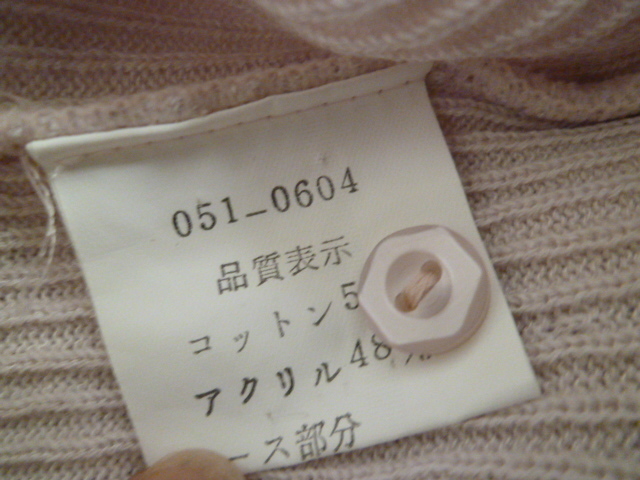 051-0604
品質表示
コットン5
アクリル48
ース部分